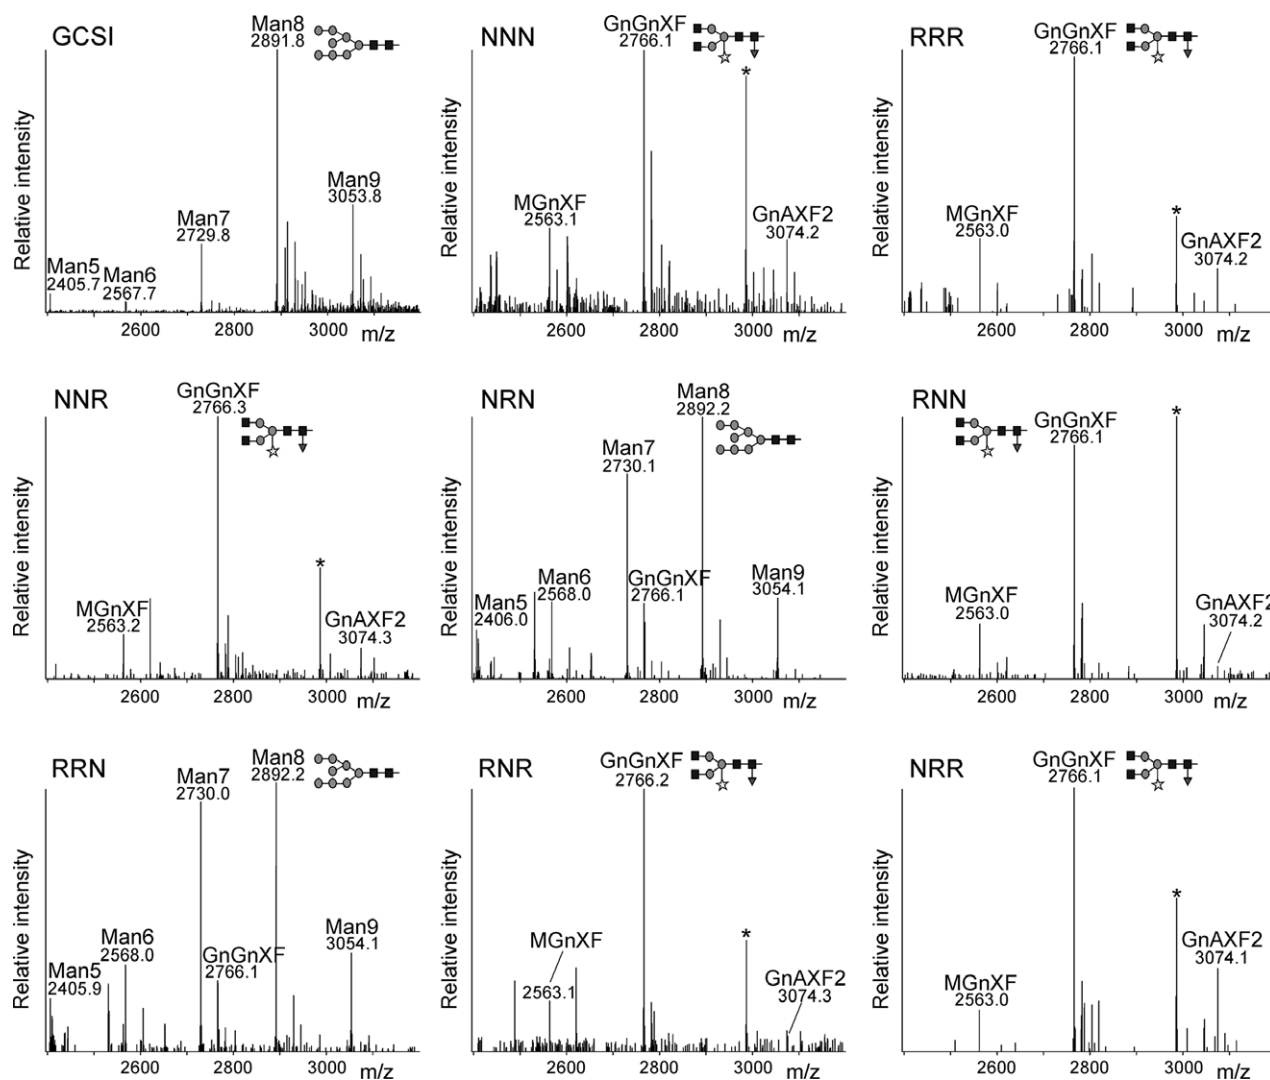 GCSI
Relative intensity
Man8
2891.8
Man9
3053.8
Man7
2729.8
Man5
2405.7
Man6
2567.7
2600
2800
3000
m/z
NNN
Relative intensity
GnGnXF
2766.1
*
MGnXF
2563.1
GnAXF2
3074.2
2600
2800
3000
m/z
RRR
Relative intensity
GnGnXF
2766.1
MGnXF
2563.0
*
GnAXF2
3074.2
2600
2800
3000
m/z
NNR
Relative intensity
GnGnXF
2766.3
*
MGnXF
2563.2
GnAXF2
3074.3
2600
2800
3000
m/z
NRN
Relative intensity
Man8
2892.2
Man7
2730.1
Man5
2406.0
Man6
2568.0
GnGnXF
2766.1
Man9
3054.1
2600
2800
3000
m/z
RNN
Relative intensity
GnGnXF
2766.1
*
MGnXF
2563.0
GnAXF2
3074.2
2600
2800
3000
m/z
RRN
Relative intensity
Man8
2892.2
Man7
2730.0
Man6
2568.0
Man5
2405.9
GnGnXF
2766.1
Man9
3054.1
2600
2800
3000
m/z
RNR
Relative intensity
GnGnXF
2766.2
MGnXF
2563.1
*
GnAXF2
3074.3
2600
2800
3000
m/z
NRR
Relative intensity
GnGnXF
2766.1
*
MGnXF
2563.0
GnAXF2
3074.1
2600
2800
3000
m/z